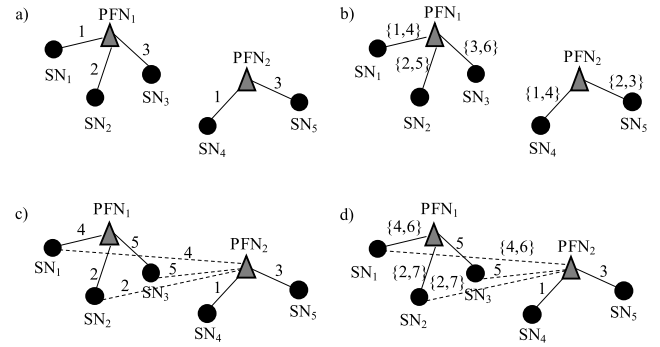 a)
PFN1
1
3
SN1
2
SN3
SN2
PFN2
1
3
SN4
SN5
b)
PFN1
{1,4}
{3,6}
SN1
{2,5}
SN3
SN2
PFN2
{1,4}
{2,3}
SN4
SN5
c)
PFN1
4
5
4
SN1
2
5
SN3
2
SN2
PFN2
1
3
SN4
SN5
d)
PFN1
{4,6}
5
{4,6}
SN1
{2,7}
5
SN3
{2,7}
SN2
PFN2
1
3
SN4
SN5